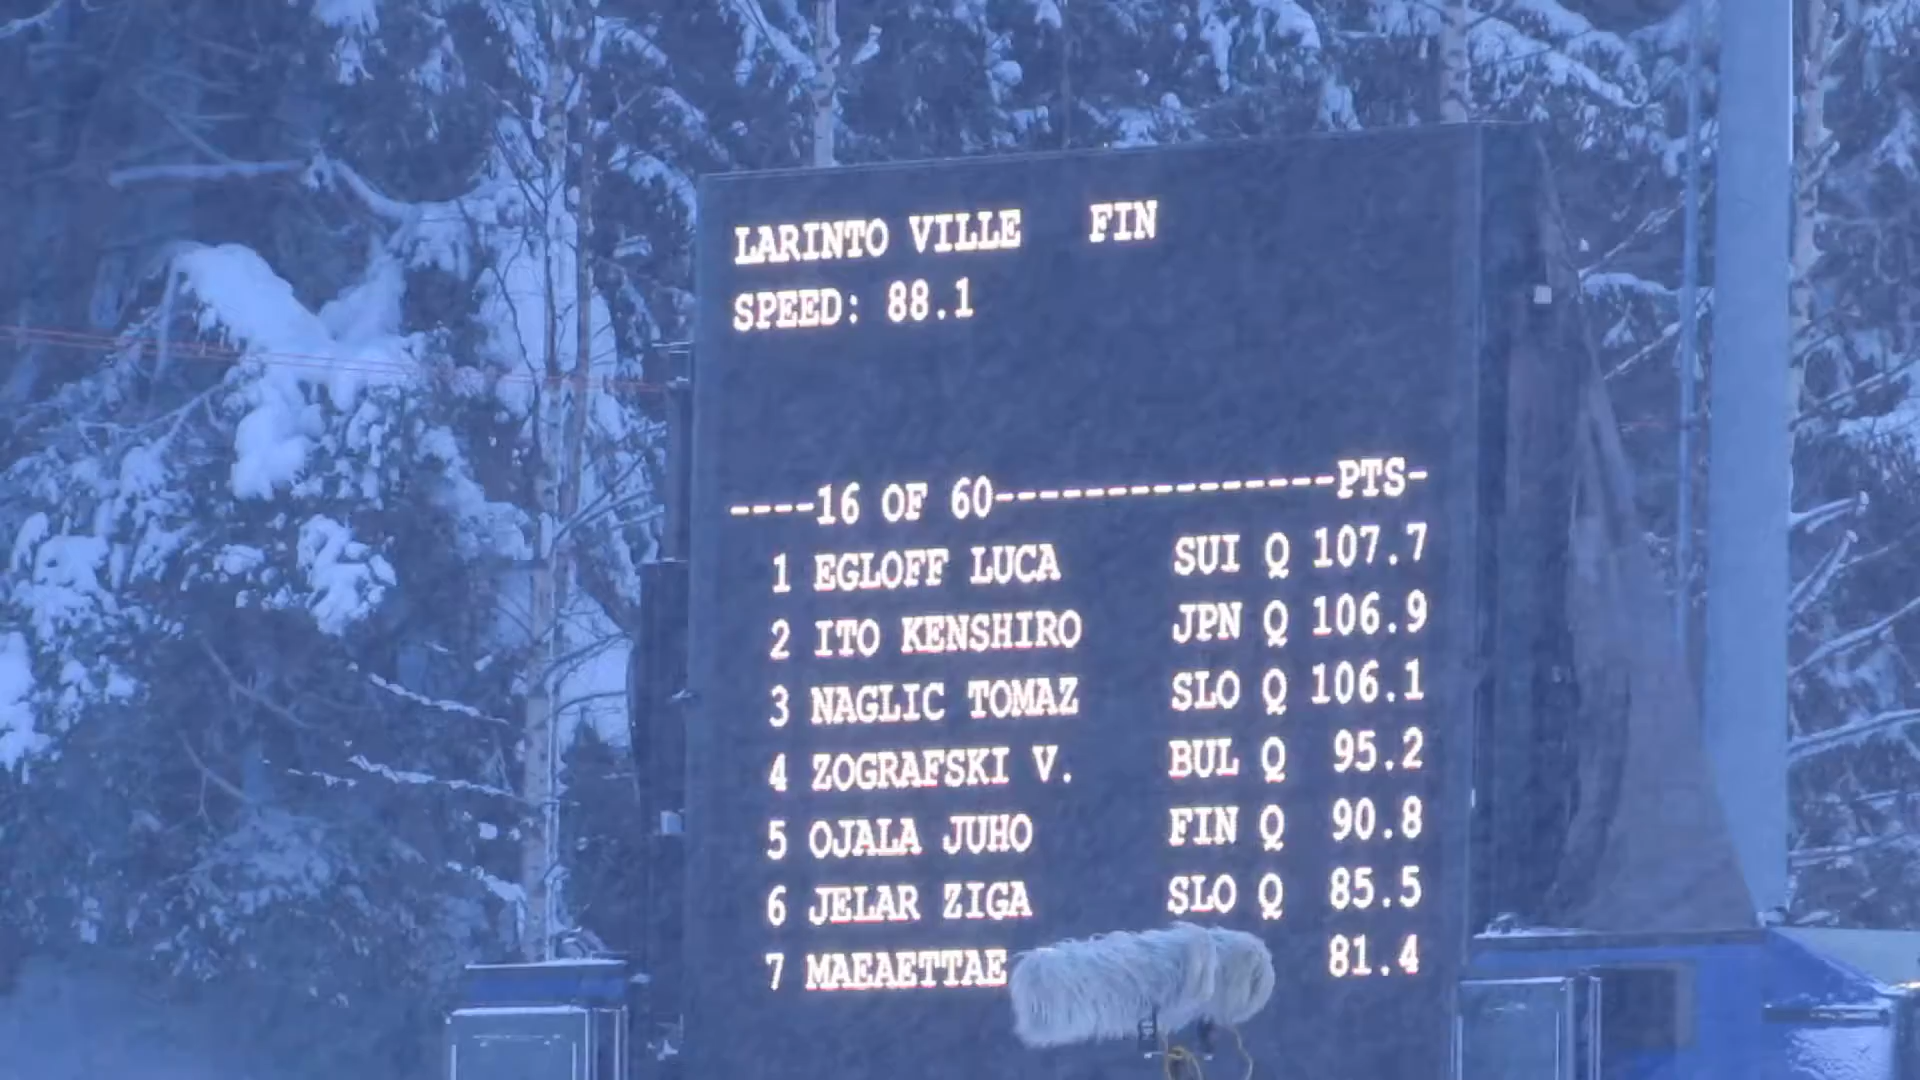 LARINTO VILLE FIN
SPEED: 88.1
----16 OF 60---------------PTS-
1 EGLOFF LUCA SUI Q 107.7
2 ITO KENSHIRO JPN Q 106.9
3 NAGLIC TOMAZ SLO Q 106.1
4 ZOGRAFSKI V. BUL Q 95.2
5 OJALA JUHO FIN Q 90.8
6 JELAR ZIGA SLO Q 85.5
7 MAEAETTAE 81.4